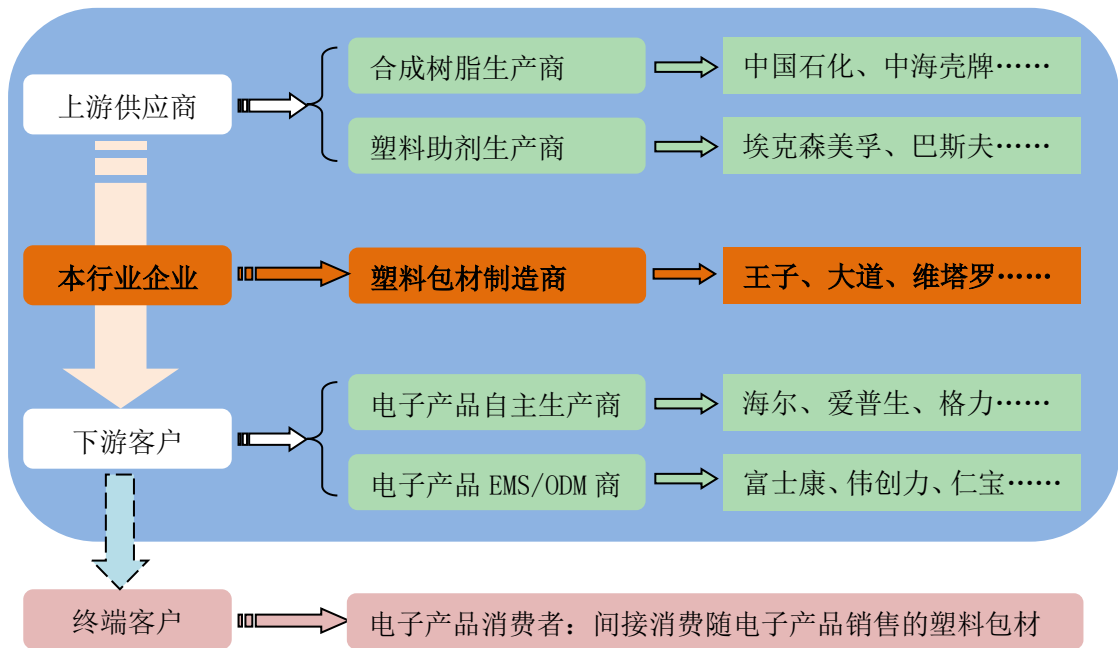 上游供应商
合成树脂生产商
中国石化、中海壳牌……
塑料助剂生产商
埃克森美孚、巴斯夫……
本行业企业
塑料包材制造商
王子、大道、维塔罗……
下游客户
电子产品自主生产商
海尔、爱普生、格力……
电子产品 EMS/ODM 商
富士康、伟创力、仁宝……
终端客户
电子产品消费者：间接消费随电子产品销售的塑料包材